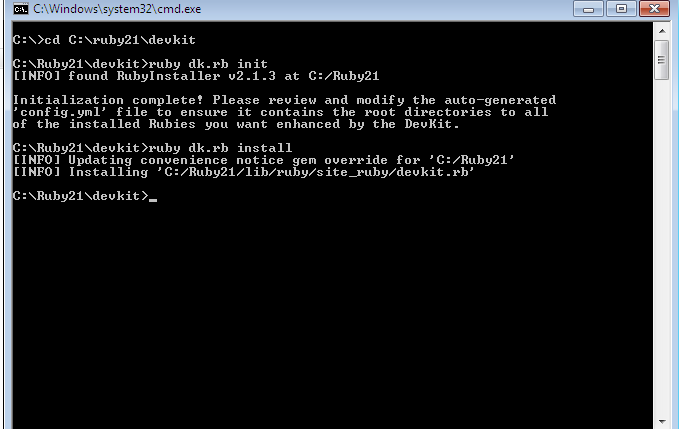 C:\Windows\system32\cmd.exe
C:\>cd C:\ruby21\devkit
C:\Ruby21\devkit>ruby dk.rb init
[INFO] found RubyInstaller v2.1.3 at C:/Ruby21
Initialization complete! Please review and modify the auto-generated
'config.yml' file to ensure it contains the root directories to all
of the installed Rubies you want enhanced by the DevKit.
C:\Ruby21\devkit>ruby dk.rb install
[INFO] Updating convenience notice gem override for 'C:/Ruby21'
[INFO] Installing 'C:/Ruby21/lib/ruby/site_ruby/devkit.rb'
C:\Ruby21\devkit>_